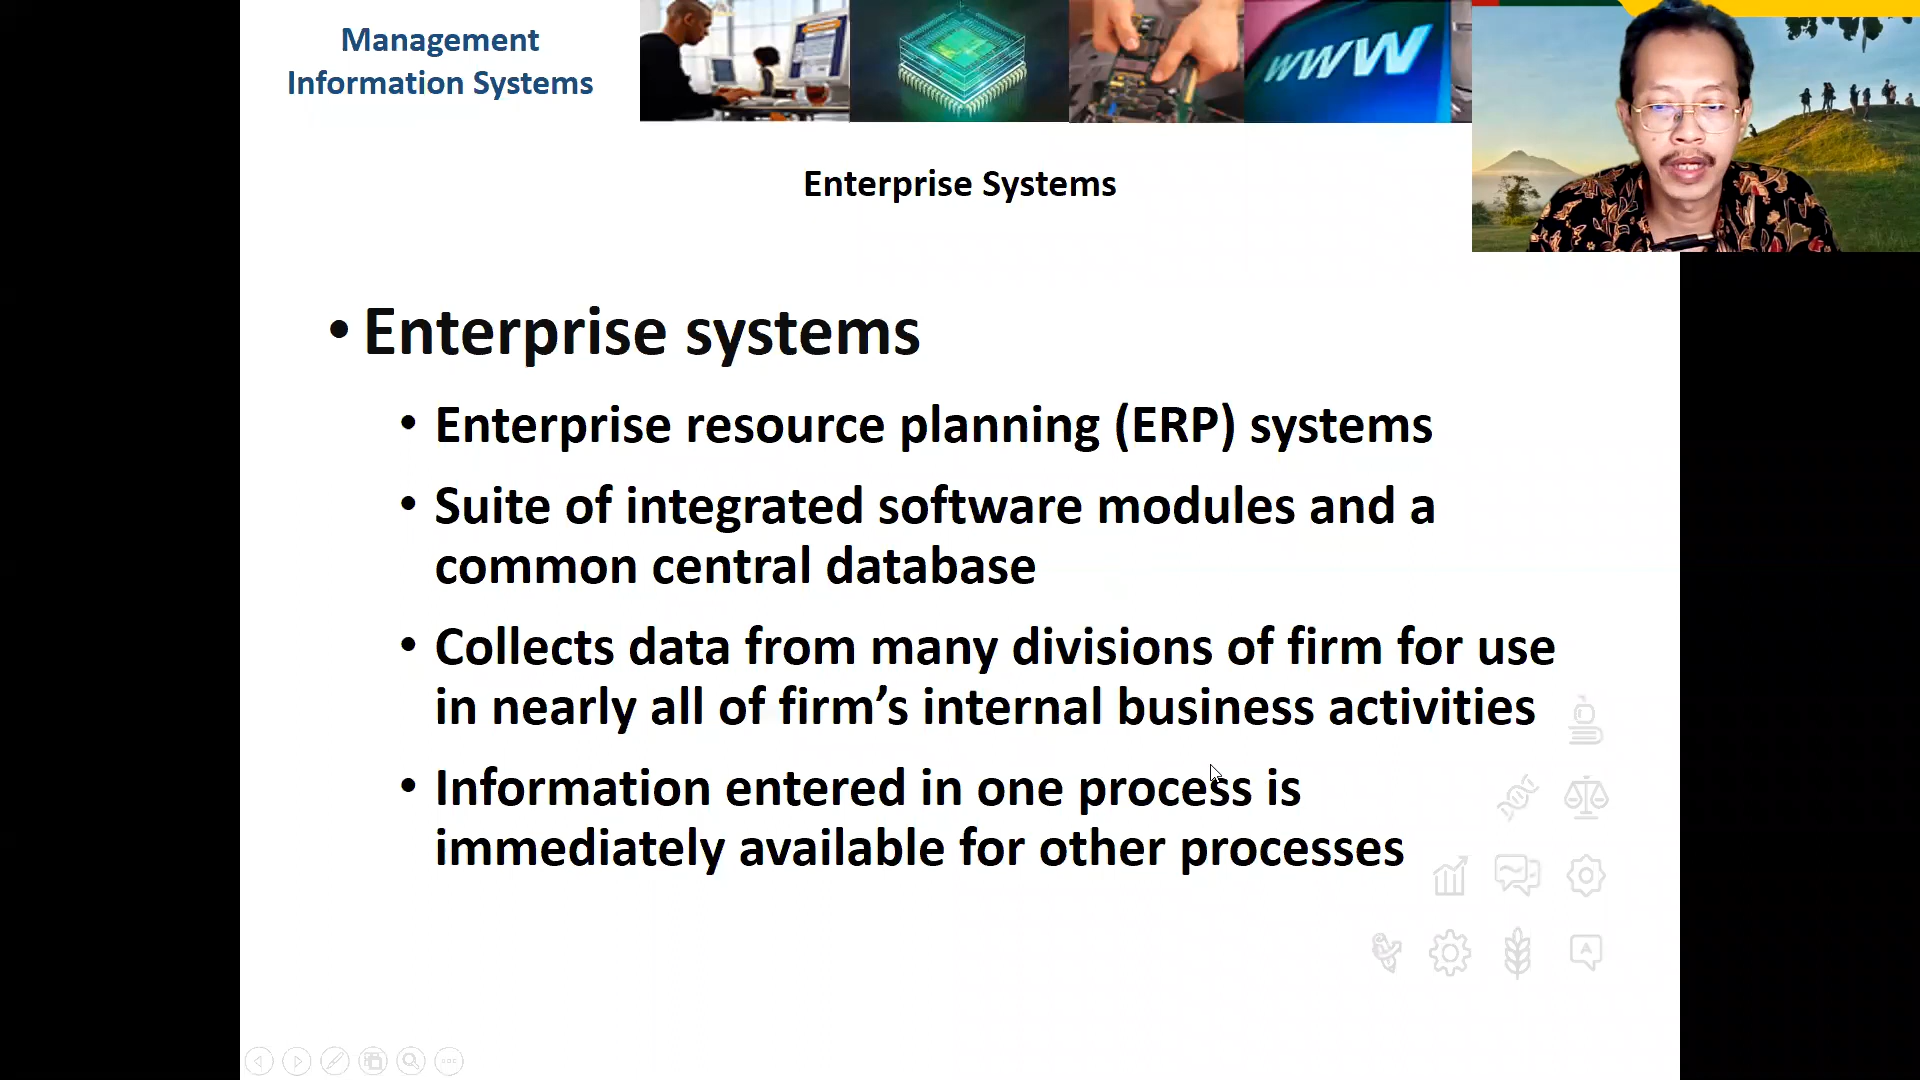 Management
Information Systems
www
Enterprise Systems
• Enterprise systems
• Enterprise resource planning (ERP) systems
• Suite of integrated software modules and a
common central database
• Collects data from many divisions of firm for use
in nearly all of firm’s internal business activities
• Information entered in one process is
immediately available for other processes
A